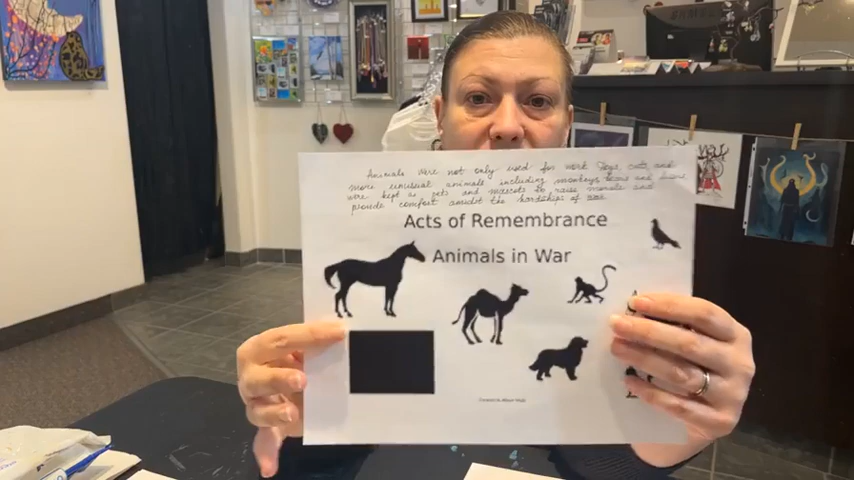 Animals were not only used for work Dogs cats and
more unusual animals including monkeys bears and lions
were kept as pets and mascots to raise morale and
provide comfort amidst the hardships of war
Acts of Remembrance
Animals in War